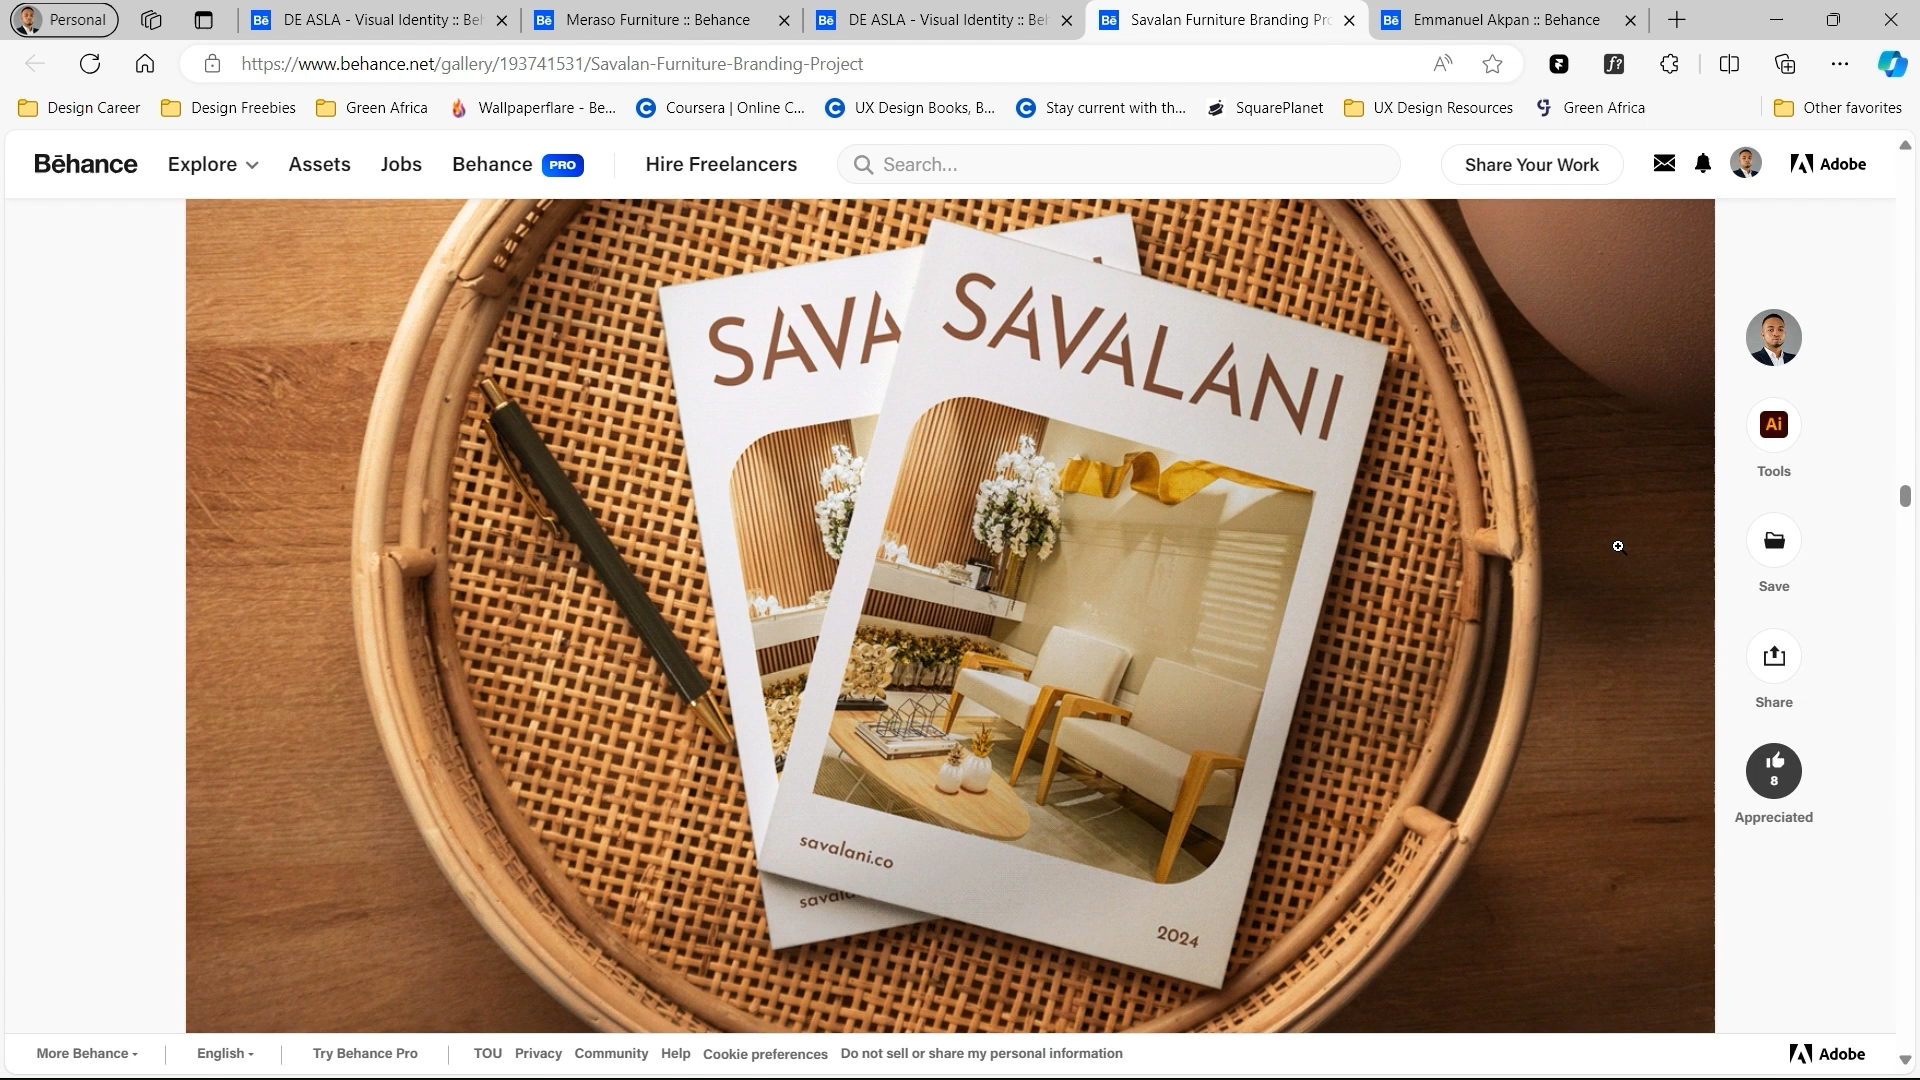 Personal
DE ASLA - Visual Identity :: Beh
Meraso Furniture :: Behance
DE ASLA - Visual Identity :: Beh
Savalan Furniture Branding Pro
Emmanuel Akpan :: Behance
https://www.behance.net/gallery/193741531/Savalan-Furniture-Branding-Project
Design Career
Design Freebies
Green Africa
Wallpaperflare - Be...
Coursera | Online C...
UX Design Books, B...
Stay current with th...
SquarePlanet
UX Design Resources
Green Africa
Other favorites
Bēhance
Explore
Assets
Jobs
Behance PRO
Hire Freelancers
Search...
Share Your Work
Adobe
SAVA
SAVALANI
savalani.co
savala
2024
Ai
Tools
Save
Share
8
Appreciated
More Behance
English
Try Behance Pro
TOU
Privacy
Community
Help
Cookie preferences
Do not sell or share my personal information
Adobe